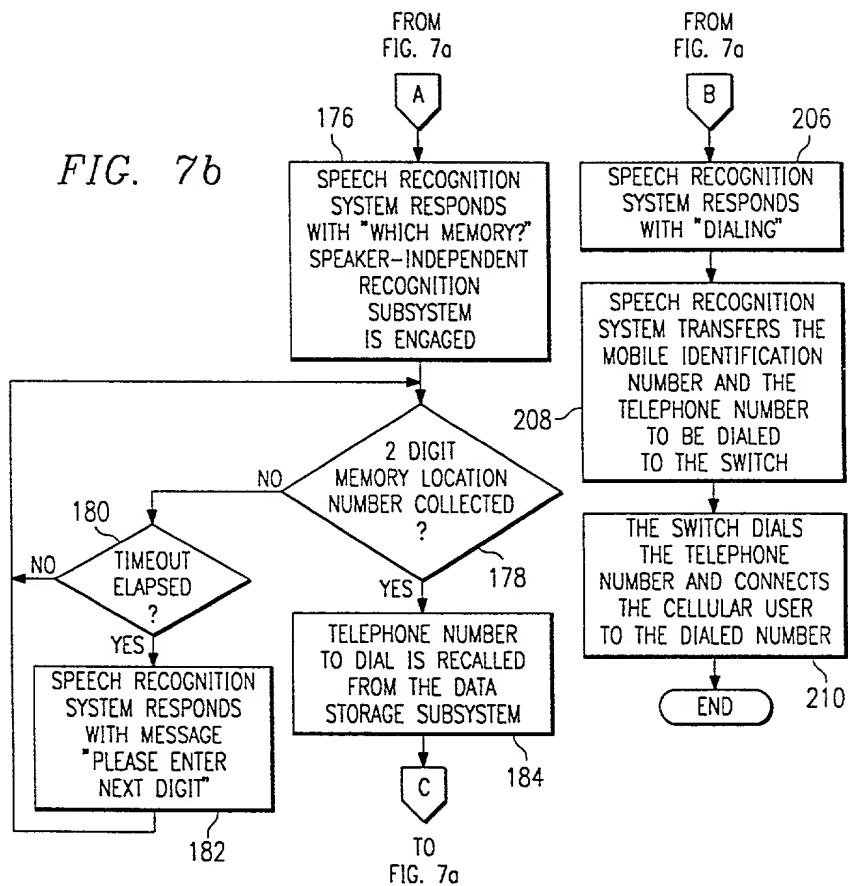 FIG. 7b
FROM
FIG. 7a
A
176
SPEECH RECOGNITION
SYSTEM RESPONDS
WITH "WHICH MEMORY?"
SPEAKER-INDEPENDENT
RECOGNITION
SUBSYSTEM
IS ENGAGED
2 DIGIT
MEMORY LOCATION
NUMBER COLLECTED
?
178
NO
YES
180
TIMEOUT
ELAPSED
?
NO
YES
SPEECH RECOGNITION
SYSTEM RESPONDS
WITH MESSAGE
"PLEASE ENTER
NEXT DIGIT"
182
TELEPHONE NUMBER
TO DIAL IS RECALLED
FROM THE DATA
STORAGE SUBSYSTEM
184
C
TO
FIG. 7a
FROM
FIG. 7a
B
206
SPEECH RECOGNITION
SYSTEM RESPONDS
WITH "DIALING"
SPEECH RECOGNITION
SYSTEM TRANSFERS THE
MOBILE IDENTIFICATION
NUMBER AND THE
TELEPHONE NUMBER
TO BE DIALED
TO THE SWITCH
208
THE SWITCH DIALS
THE TELEPHONE
NUMBER AND CONNECTS
THE CELLULAR USER
TO THE DIALED NUMBER
210
END